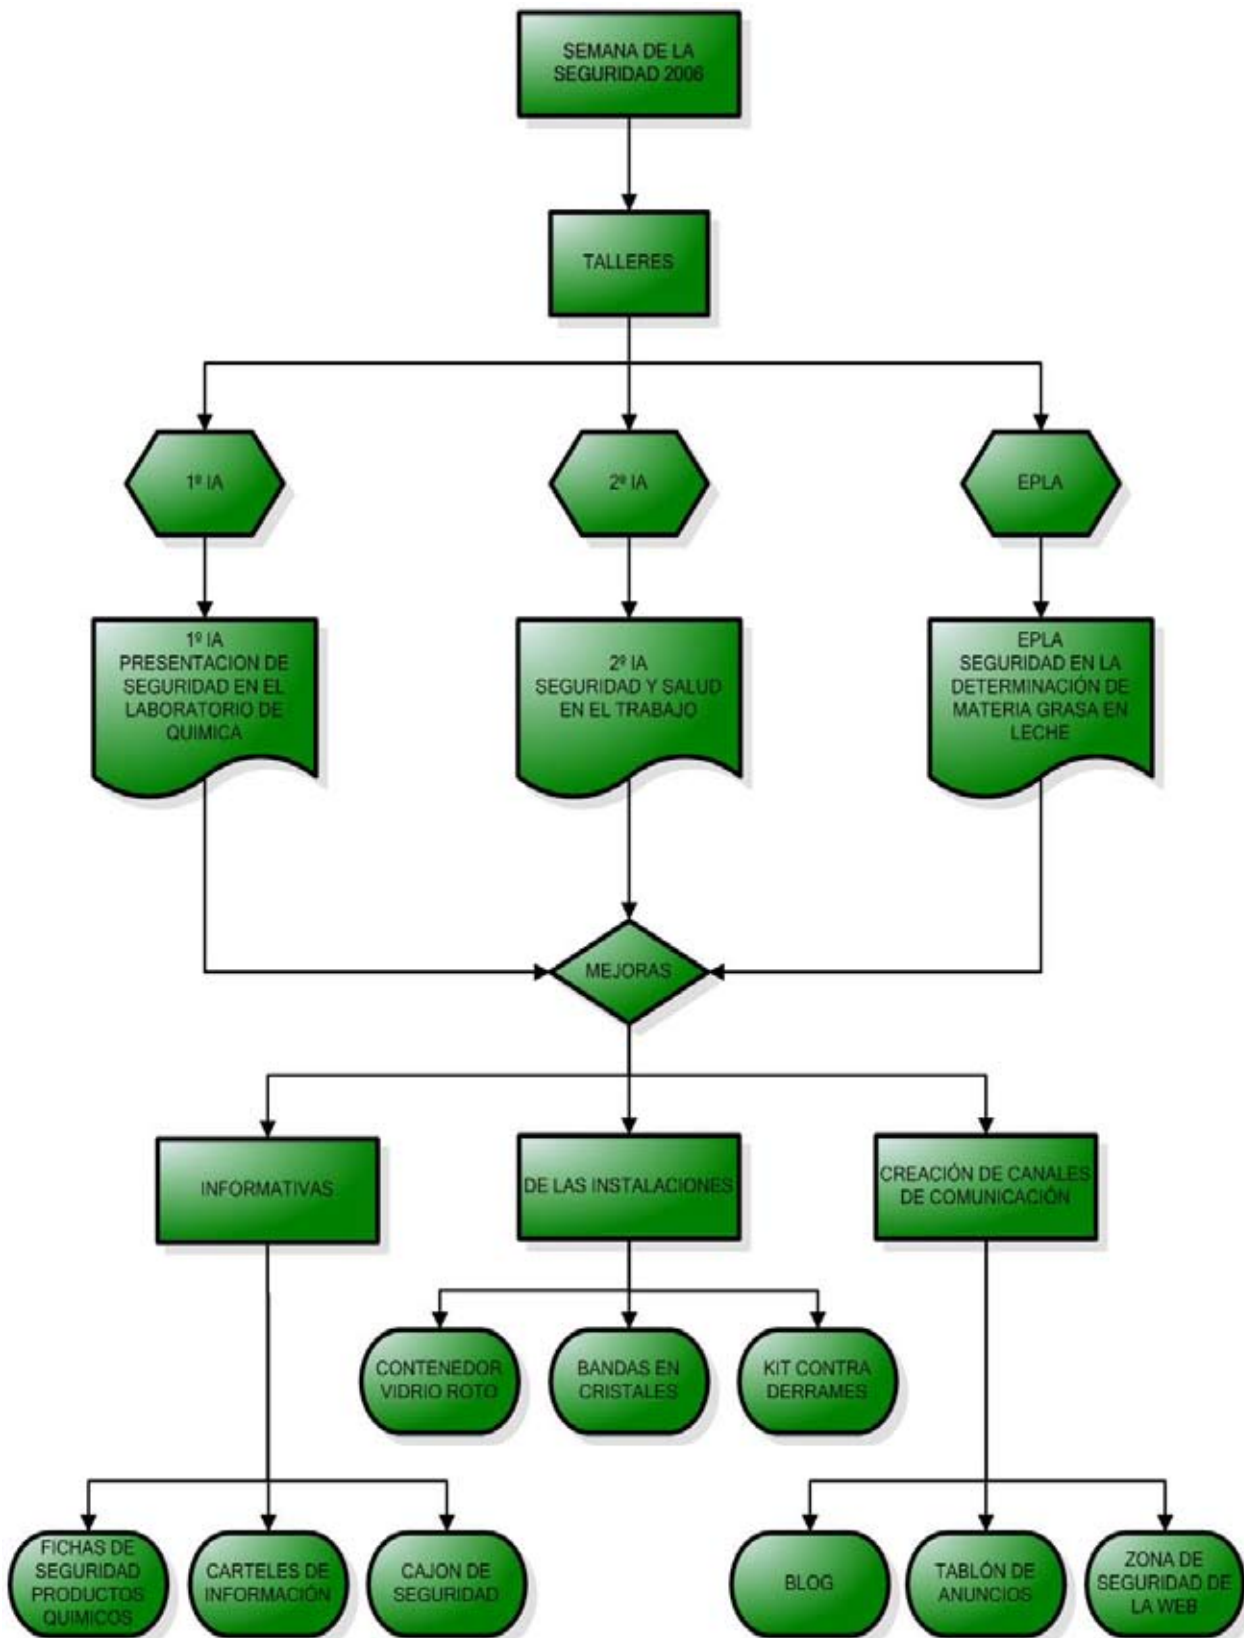 SEMANA DE LA
SEGURIDAD 2006
TALLERES
1º IA
2º IA
EPLA
1º IA
PRESENTACION DE
SEGURIDAD EN EL
LABORATORIO DE
QUIMICA
2º IA
SEGURIDAD Y SALUD
EN EL TRABAJO
EPLA
SEGURIDAD EN LA
DETERMINACIÓN DE
MATERIA GRASA EN
LECHE
MEJORAS
INFORMATIVAS
DE LAS INSTALACIONES
CREACIÓN DE CANALES
DE COMUNICACIÓN
CONTENEDOR
VIDRIO ROTO
BANDAS EN
CRISTALES
KIT CONTRA
DERRAMES
FICHAS DE
SEGURIDAD
PRODUCTOS
QUIMICOS
CARTELES DE
INFORMACIÓN
CAJON DE
SEGURIDAD
BLOG
TABLÓN DE
ANUNCIOS
ZONA DE
SEGURIDAD DE
LA WEB